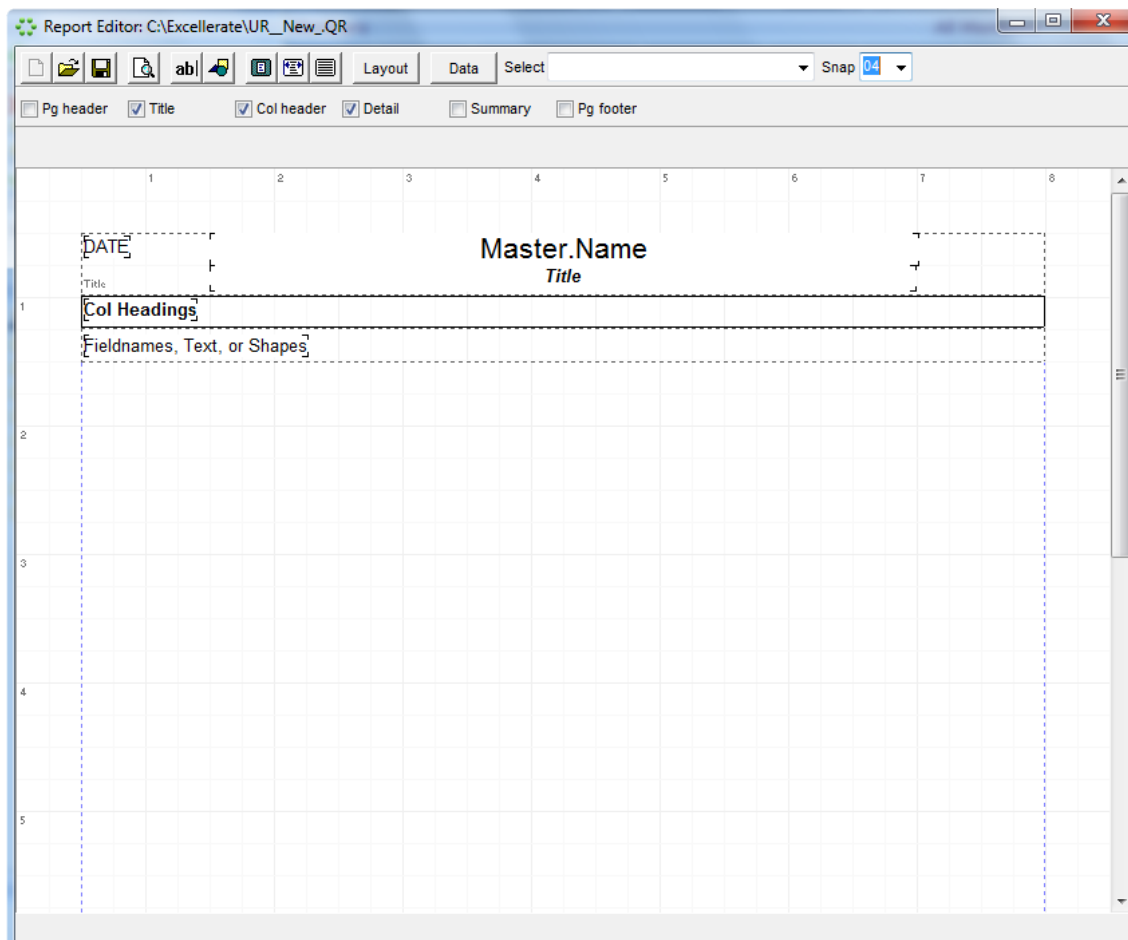 Report Editor: C:\Excellerate\UR__New_.QR
ab| Layout Data Select Snap 04
Pg header Title Col header Detail Summary Pg footer
1 2 3 4 5 6 7 8
DATE Master.Name
Title
Title
1 Col Headings
Fieldnames, Text, or Shapes
2
3
4
5